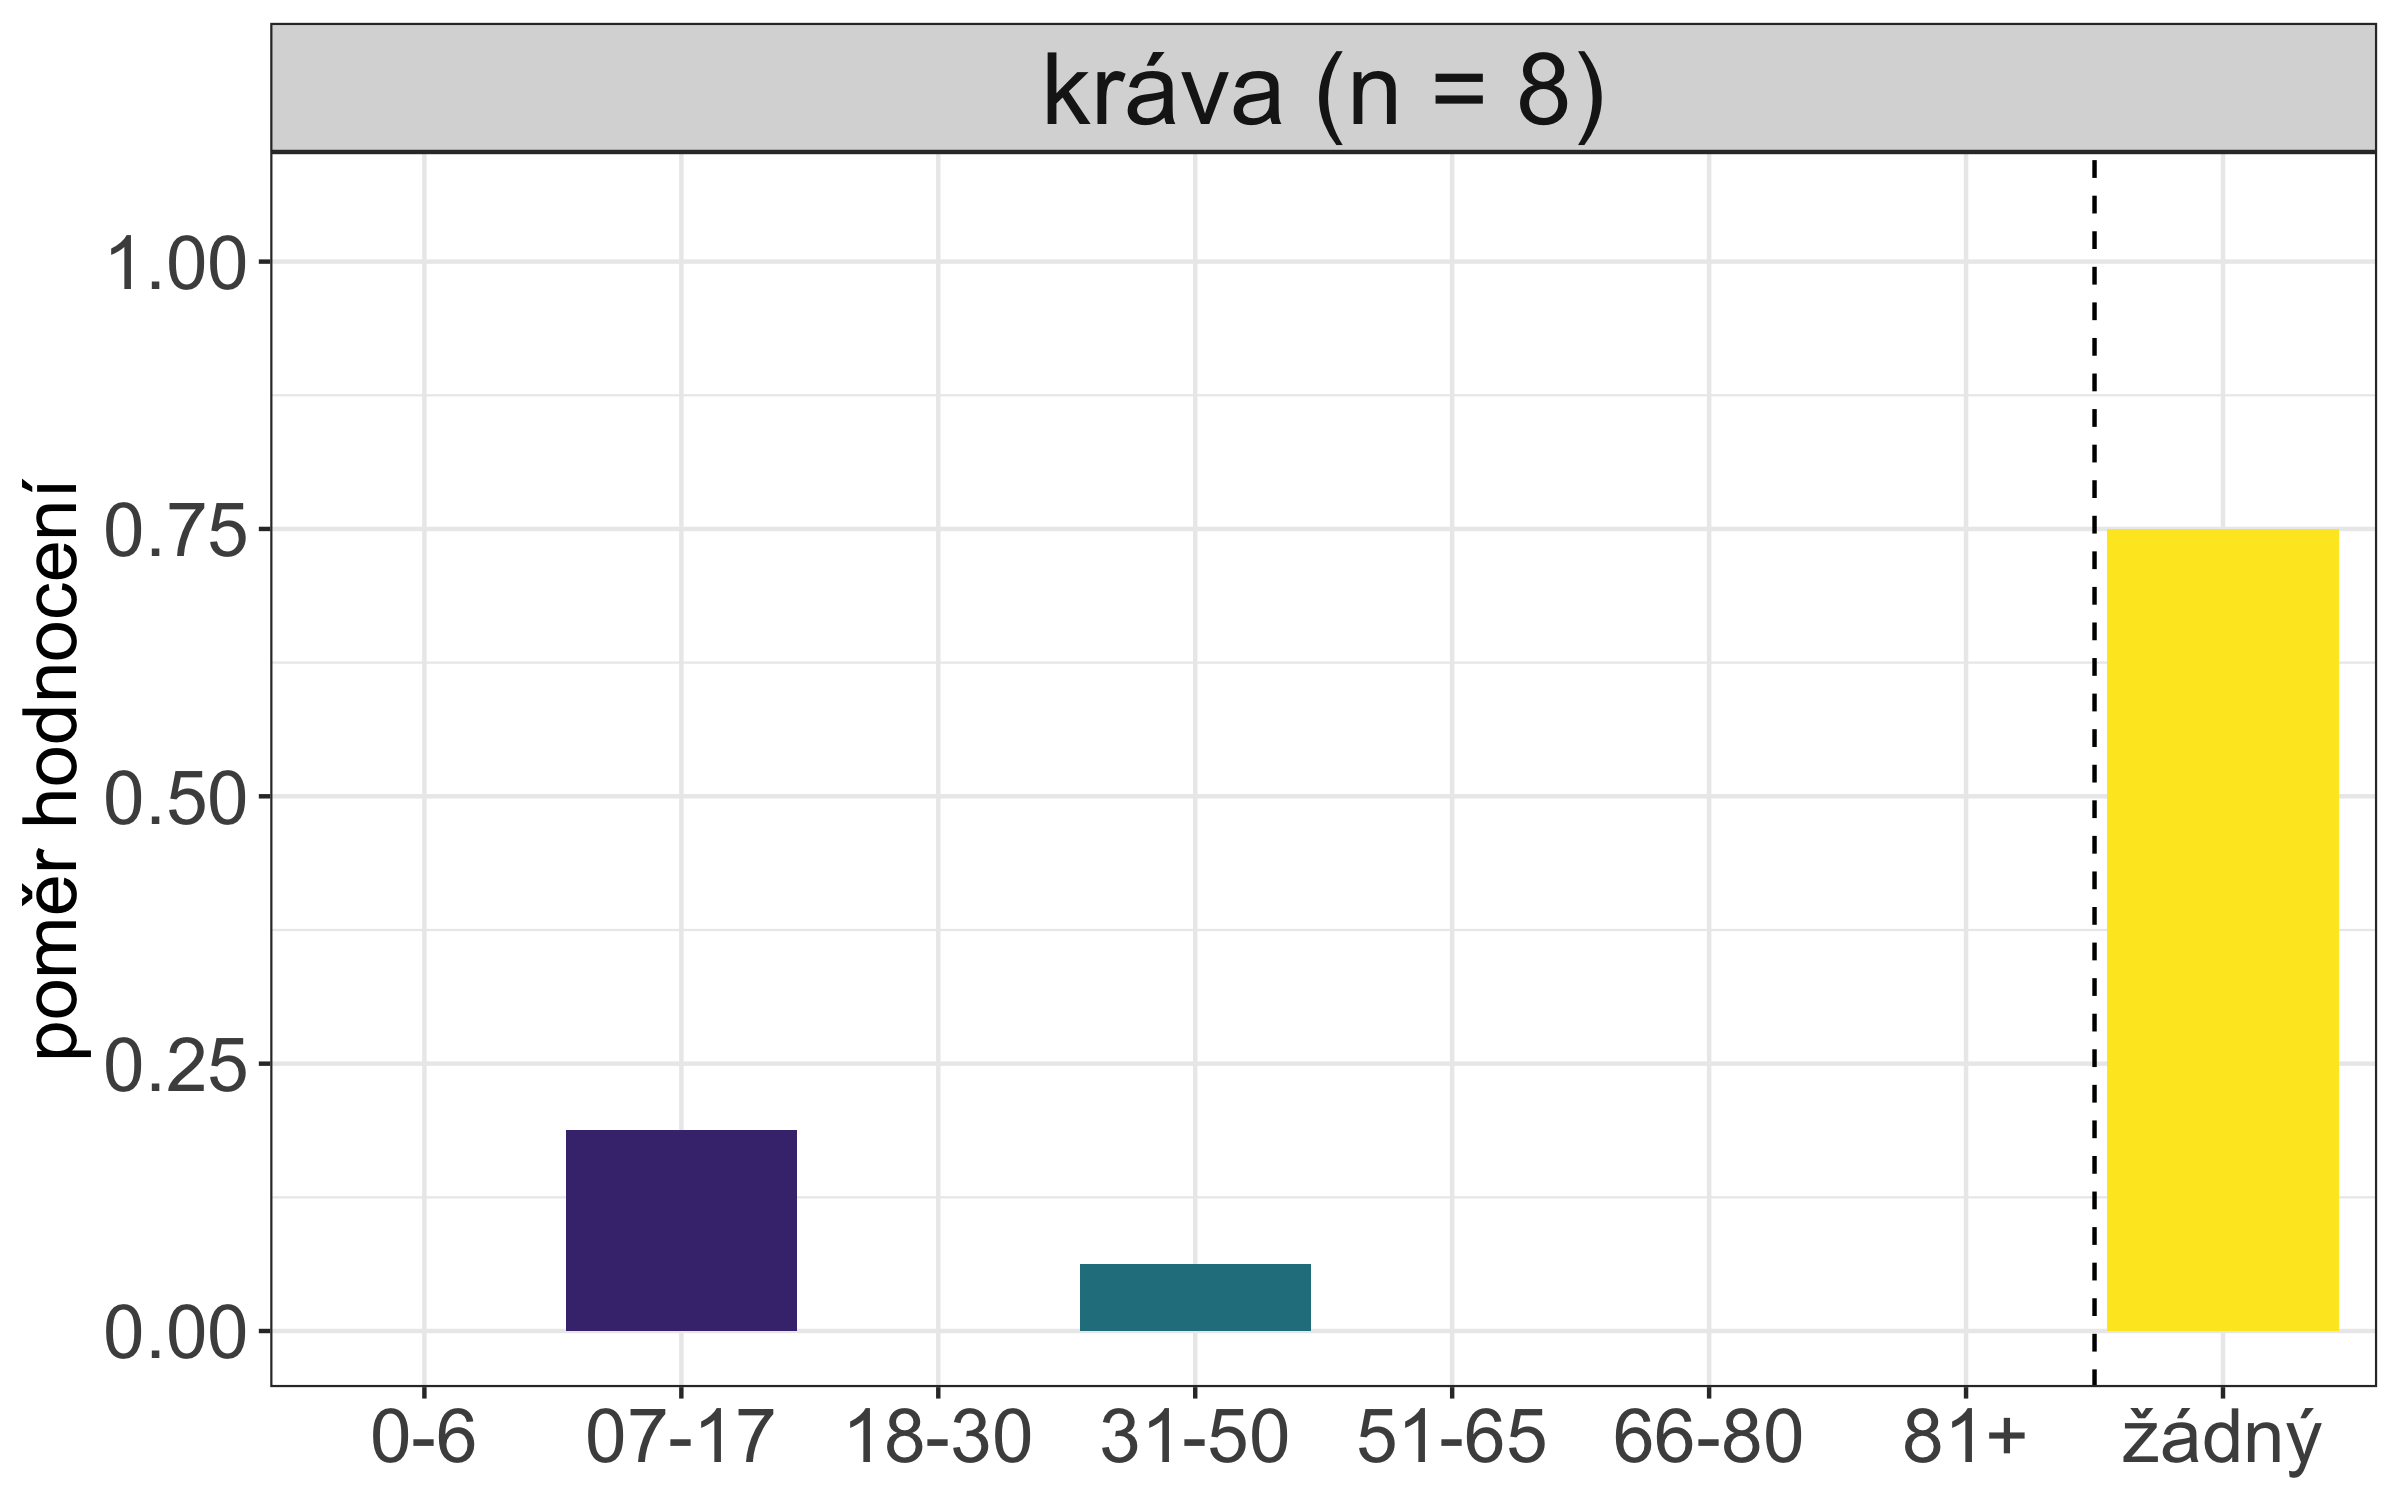 kráva (n = 8)
poměr hodnocení
1.00
0.75
0.50
0.25
0.00
0-6 07-17 18-30 31-50 51-65 66-80 81+ žádný